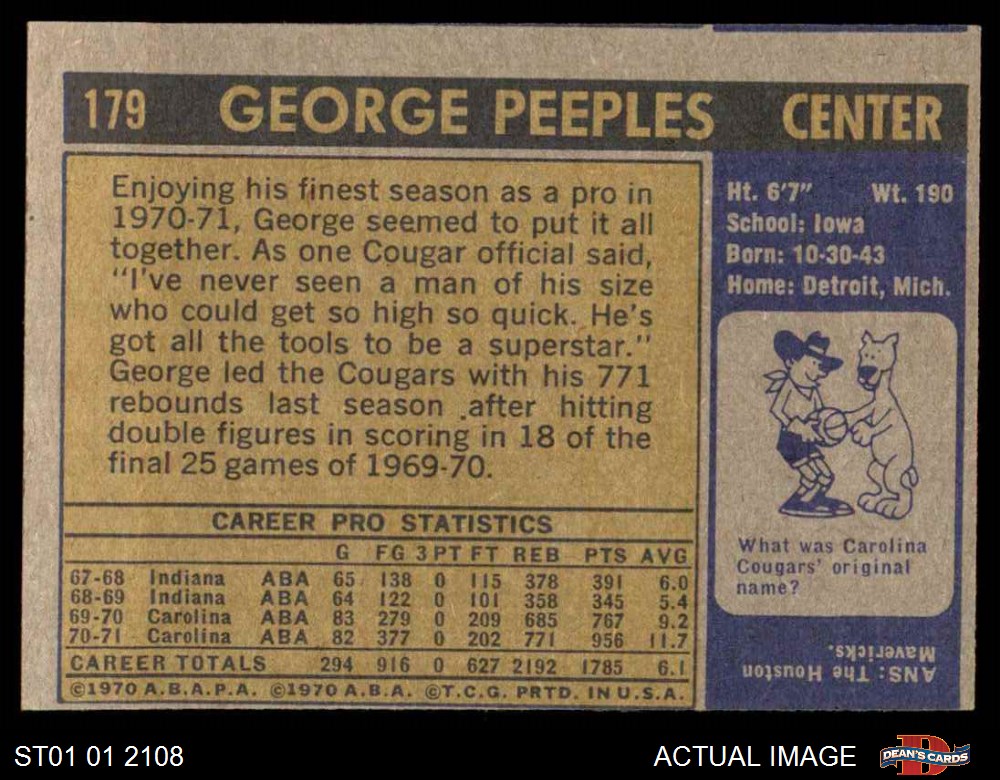 179 GEORGE PEEPLES CENTER
Enjoying his finest season as a pro in
1970-71, George seemed to put it all
together. As one Cougar official said,
"I've never seen a man of his size
who could get so high so quick. He's
got all the tools to be a superstar."
George led the Cougars with his 771
rebounds last season .after hitting
double figures in scoring in 18 of the
final 25 games of 1969-70.
CAREER PRO STATISTICS
G FG 3PT FT REB PTS AVG
67-68 Indiana ABA 65 138 0 115 378 391 6.0
68-69 Indiana ABA 64 122 0 101 358 345 5.4
69-70 Carolina ABA 83 279 0 209 685 767 9.2
70-71 Carolina ABA 82 377 0 202 771 956 11.7
CAREER TOTALS 294 916 0 627 2192 1785 6.1
©1970 A.B.A.P.A. ©1970 A.B.A. ©T.C.G. PRTD. IN U.S.A.
Ht. 6'7" Wt. 190
School: Iowa
Born: 10-30-43
Home: Detroit, Mich.
What was Carolina
Cougars' original
name?
ANS: The Houston
Mavericks.
ST01 01 2108
ACTUAL IMAGE
DEAN'S CARDS